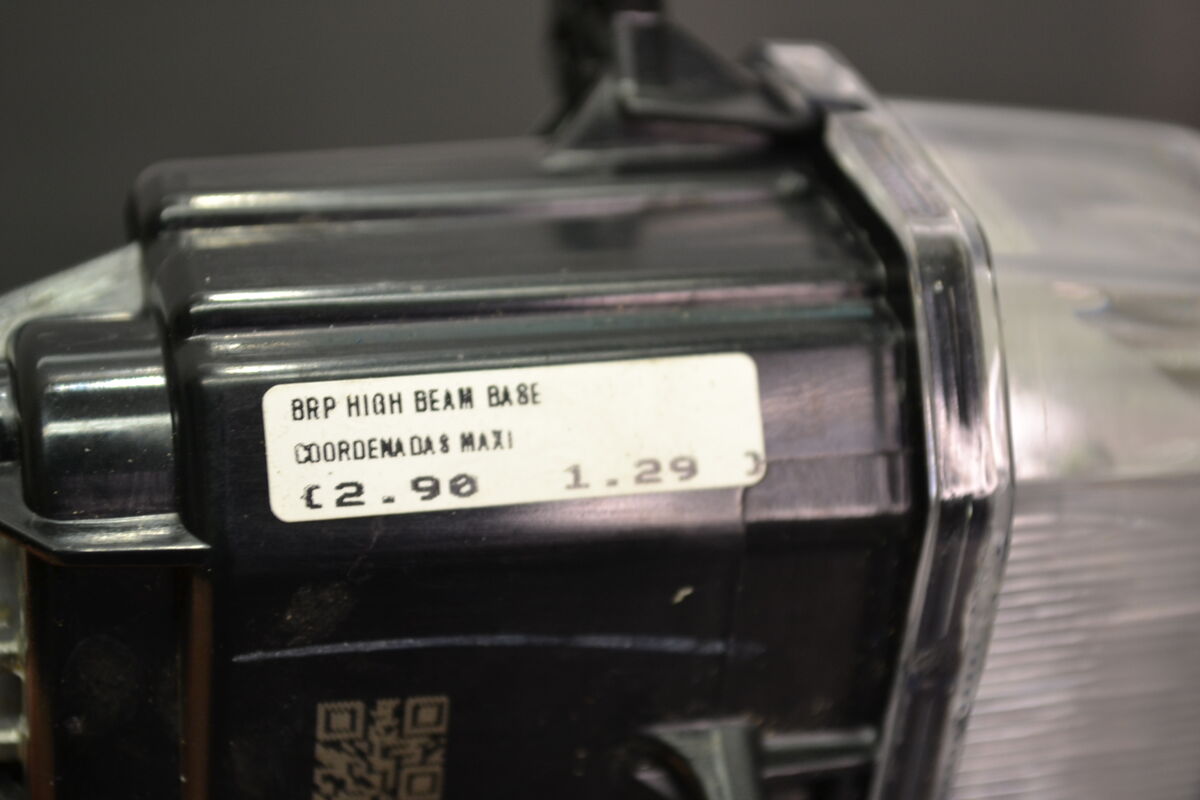 BRP HIGH BEAM BASE
COORDENADAS MAXI
(2.90 1.29 )